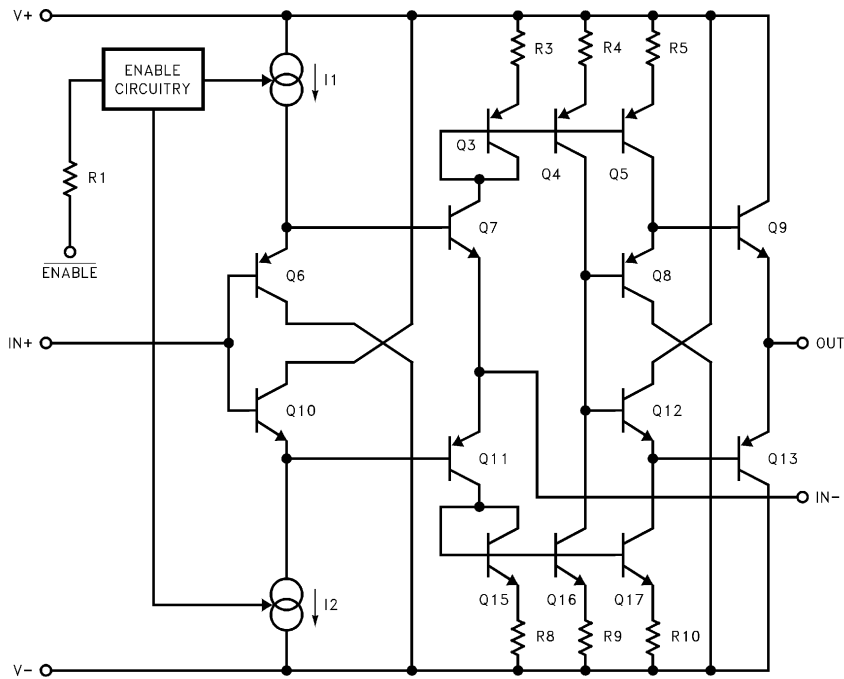 V+
R3
R4
R5
ENABLE
CIRCUITRY
I1
Q3
Q4
Q5
R1
Q7
Q9
ENABLE
Q6
Q8
IN+
OUT
Q10
Q12
Q11
Q13
IN-
I2
Q15
Q16
Q17
R8
R9
R10
V-